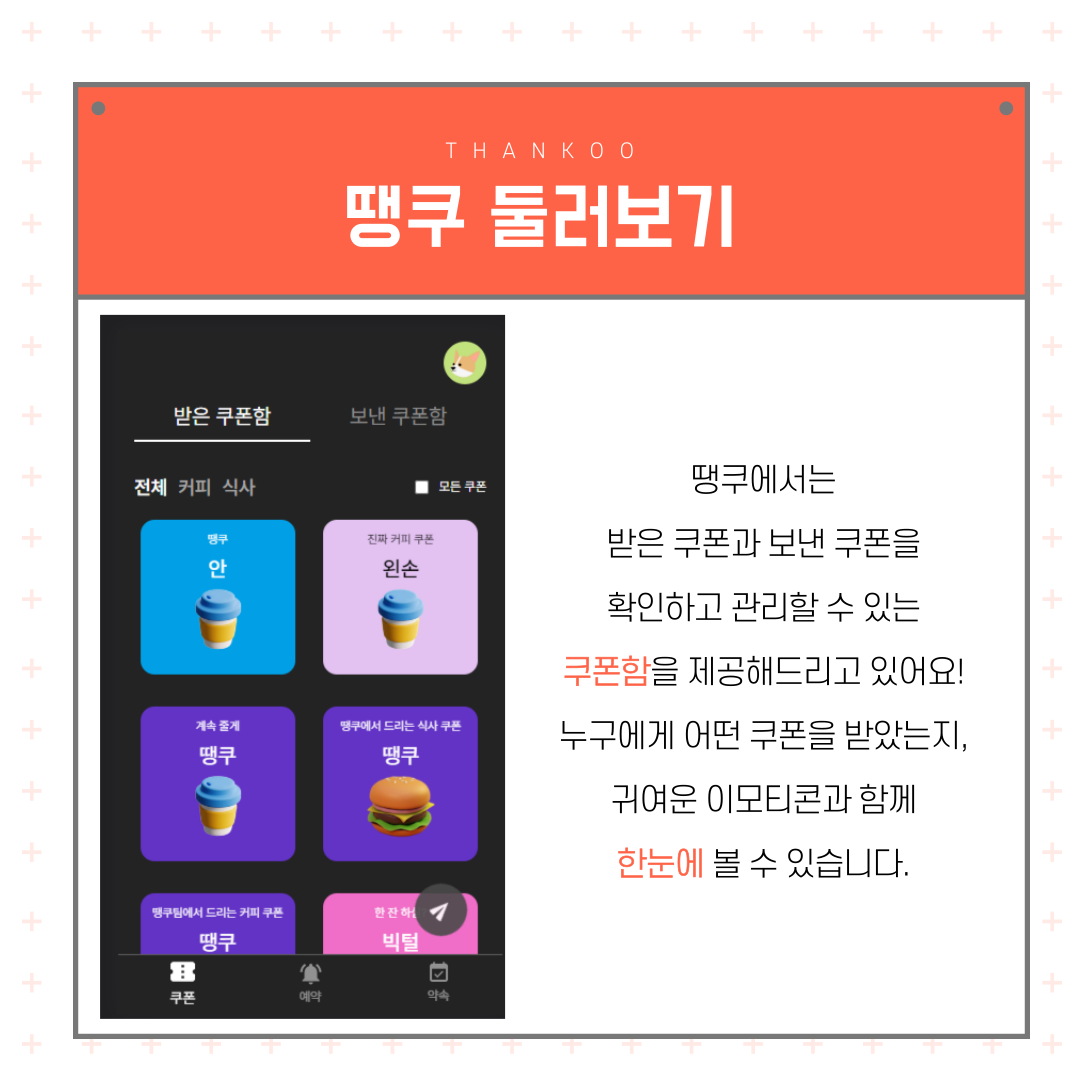 THANKOO
땡쿠 둘러보기
받은 쿠폰함 보낸 쿠폰함
전체 커피 식사 모든 쿠폰
땡쿠
안
진짜 커피 쿠폰
왼손
계속 줄게
땡쿠
땡쿠에서 드리는 식사 쿠폰
땡쿠
땡쿠팀에서 드리는 커피 쿠폰
땡쿠
한 잔
빅털
쿠폰 예약 약속
땡쿠에서는
받은 쿠폰과 보낸 쿠폰을
확인하고 관리할 수 있는
쿠폰함을 제공해드리고 있어요!
누구에게 어떤 쿠폰을 받았는지,
귀여운 이모티콘과 함께
한눈에 볼 수 있습니다.